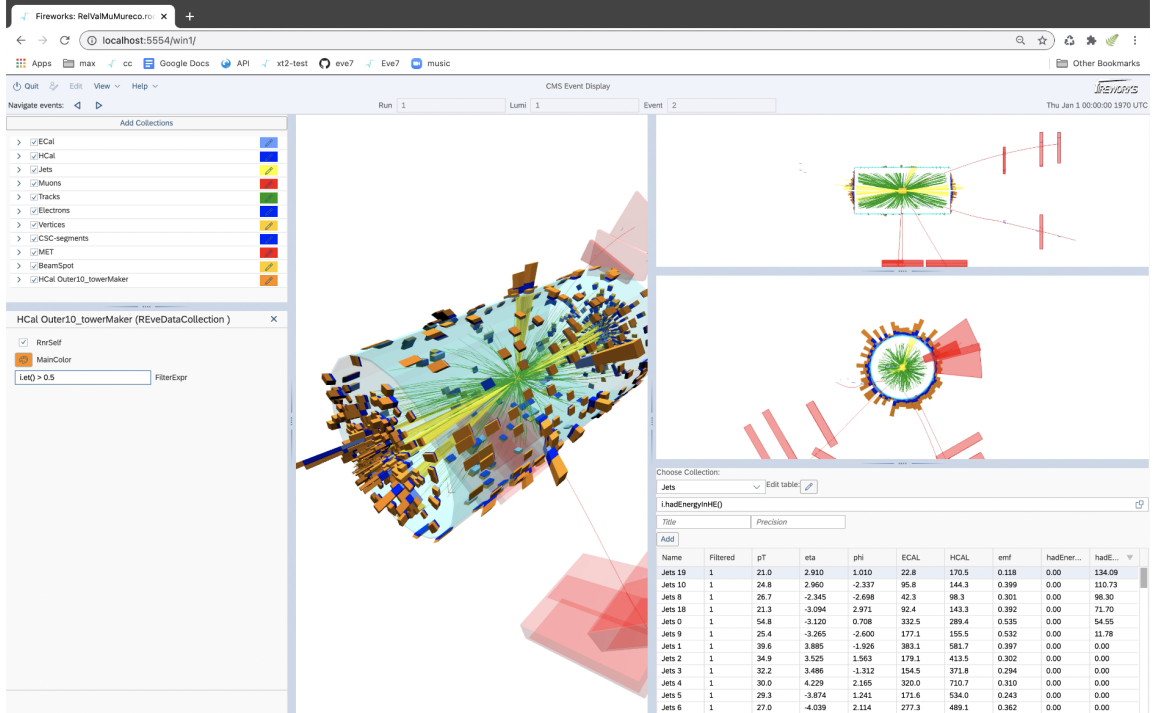 Fireworks: RelValMuMureco.roo × +
localhost:5554/win1/
Apps max cc Google Docs API xt2-test eve7 Eve7 music Other Bookmarks
Quit Edit View Help CMS Event Display FIREWORKS
Navigate events: Run 1 Lumi 1 Event 2 Thu Jan 1 00:00:00 1970 UTC
Add Collections
ECal
HCal
Jets
Muons
Tracks
Electrons
Vertices
CSC-segments
MET
BeamSpot
HCal Outer10_towerMaker
HCal Outer10_towerMaker (REveDataCollection )
RnrSelf
MainColor
i.et() > 0.5 FilterExpr
Choose Collection:
Jets Edit table:
i.hadEnergyInHE()
Title Precision
Add
Name Filtered pT eta phi ECAL HCAL emf hadEner... hadE...
Jets 19 1 21.0 2.910 1.010 22.8 170.5 0.118 0.00 134.09
Jets 10 1 24.8 2.960 -2.337 95.8 144.3 0.399 0.00 110.73
Jets 8 1 26.7 -2.345 -2.698 42.3 98.3 0.301 0.00 98.30
Jets 18 1 21.3 -3.094 2.971 92.4 143.3 0.392 0.00 71.70
Jets 0 1 54.8 -3.120 0.708 332.5 289.4 0.535 0.00 54.55
Jets 9 1 25.4 -3.265 -2.600 177.1 155.5 0.532 0.00 11.78
Jets 1 1 39.6 3.885 -1.926 383.1 581.7 0.397 0.00 0.00
Jets 2 1 34.9 3.525 1.563 179.1 413.5 0.302 0.00 0.00
Jets 3 1 32.2 3.486 -1.312 154.5 371.8 0.294 0.00 0.00
Jets 4 1 30.0 4.229 2.165 320.0 710.7 0.310 0.00 0.00
Jets 5 1 29.3 -3.874 1.241 171.6 534.0 0.243 0.00 0.00
Jets 6 1 27.0 -4.039 2.114 277.3 489.1 0.362 0.00 0.00